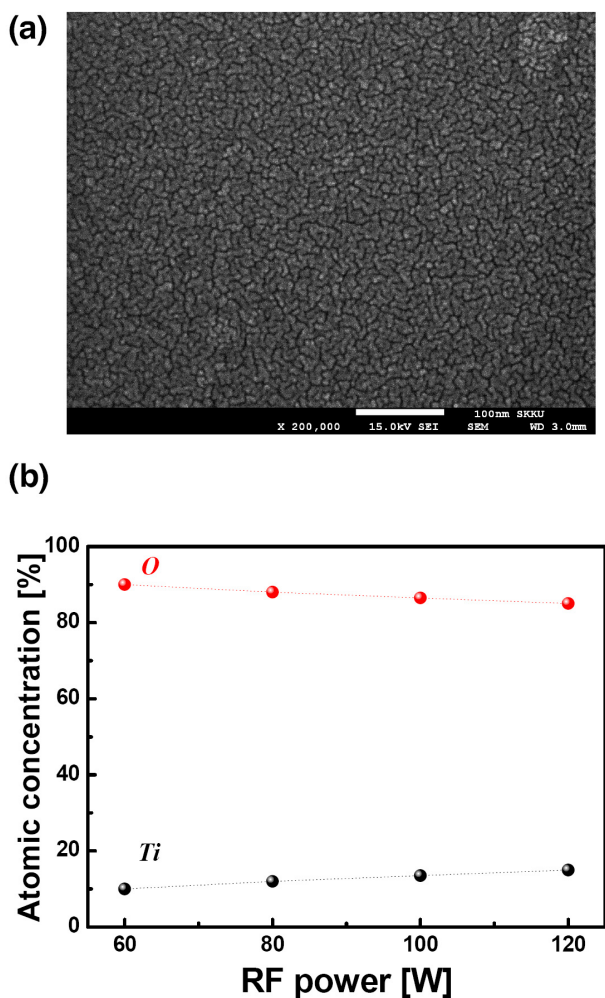 (a)
100nm SKKU
X 200,000 15.0kV SEI SEM WD 3.0mm
(b)
100
80
60
40
20
0
O
Ti
60 80 100 120
Atomic concentration [%]
RF power [W]